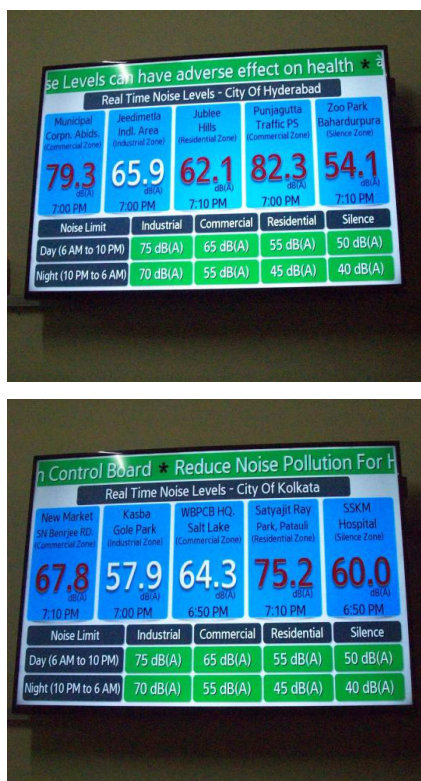 se Levels can have adverse effect on health *
Real Time Noise Levels - City Of Hyderabad
Municipal
Corpn. Abids.
(Commercial Zone)
79.3
dB(A)
7:00 PM
Jeedimetla
Indl. Area
(Industrial Zone)
65.9
dB(A)
7:00 PM
Jublee
Hills
(Residential Zone)
62.1
dB(A)
7:10 PM
Punjagutta
Traffic PS
(Commercial Zone)
82.3
dB(A)
7:00 PM
Zoo Park
Bahardurpura
(Silence Zone)
54.1
dB(A)
7:10 PM
Noise Limit Industrial Commercial Residential Silence
Day (6 AM to 10 PM) 75 dB(A) 65 dB(A) 55 dB(A) 50 dB(A)
Night (10 PM to 6 AM) 70 dB(A) 55 dB(A) 45 dB(A) 40 dB(A)
n Control Board * Reduce Noise Pollution For H
Real Time Noise Levels - City Of Kolkata
New Market
SN Benrjee RD.
(Commercial Zone)
67.8
dB(A)
7:10 PM
Kasba
Gole Park
(Industrial Zone)
57.9
dB(A)
7:00 PM
WBPCB HQ.
Salt Lake
(Commercial Zone)
64.3
dB(A)
6:50 PM
Satyajit Ray
Park, Patauli
(Residential Zone)
75.2
dB(A)
7:10 PM
SSKM
Hospital
(Silence Zone)
60.0
dB(A)
6:50 PM
Noise Limit Industrial Commercial Residential Silence
Day (6 AM to 10 PM) 75 dB(A) 65 dB(A) 55 dB(A) 50 dB(A)
Night (10 PM to 6 AM) 70 dB(A) 55 dB(A) 45 dB(A) 40 dB(A)